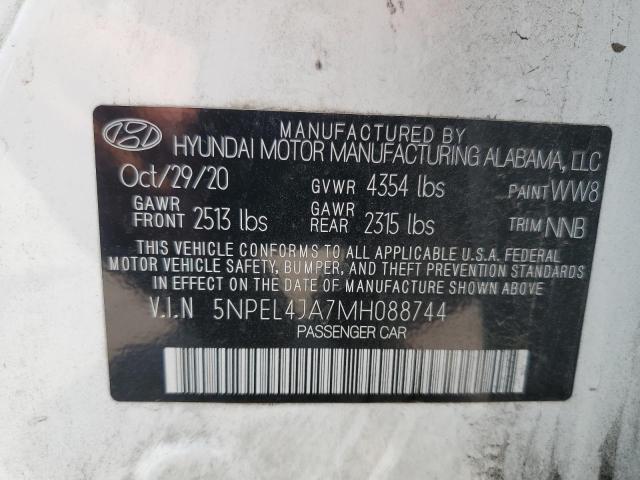 MANUFACTURED BY
HYUNDAI MOTOR MANUFACTURING ALABAMA, LLC
Oct/29/20 GVWR 4354 lbs PAINT WW8
GAWR FRONT 2513 lbs GAWR REAR 2315 lbs TRIM NNB
THIS VEHICLE CONFORMS TO ALL APPLICABLE U.S.A. FEDERAL
MOTOR VEHICLE SAFETY, BUMPER, AND THEFT PREVENTION STANDARDS
IN EFFECT ON THE DATE OF MANUFACTURE SHOWN ABOVE.
V.I.N 5NPEL4JA7MH088744
PASSENGER CAR